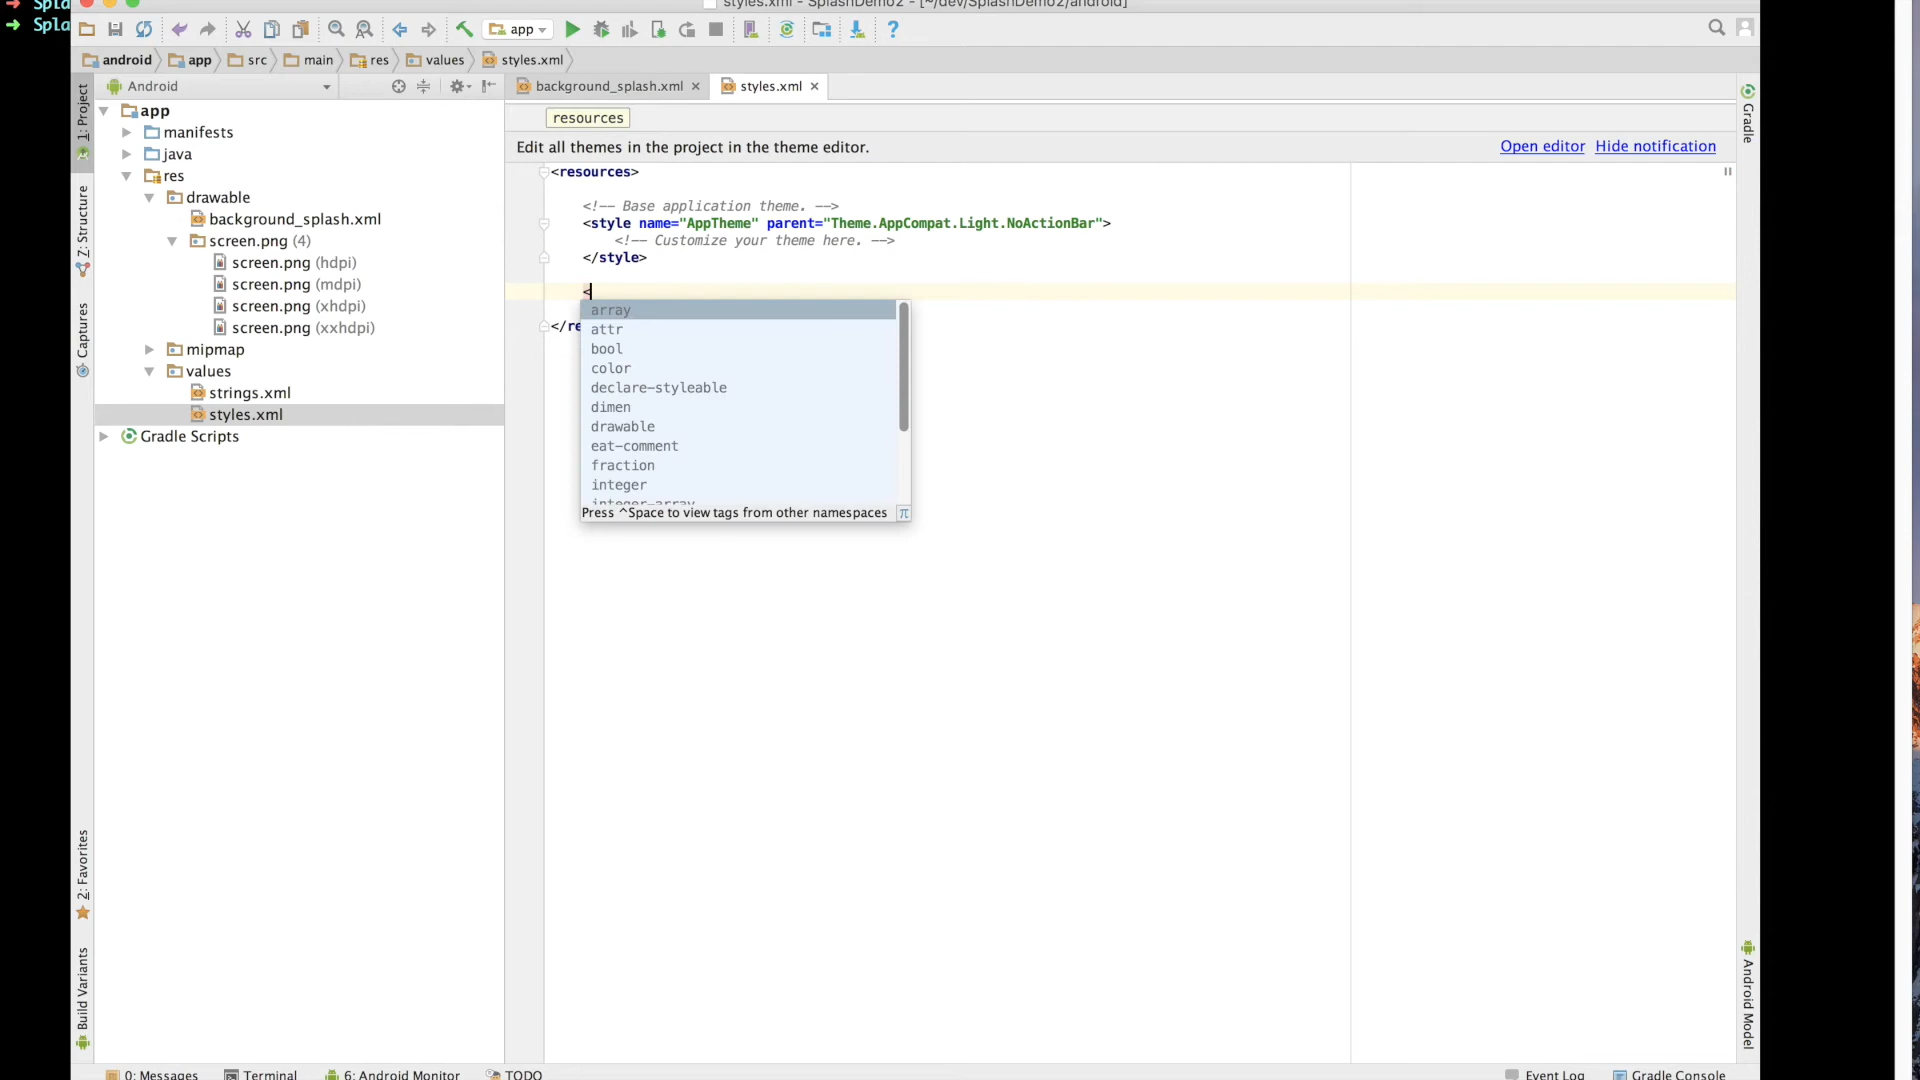 Spla
Spla
styles.xml - SplashDemo2 - [~/dev/SplashDemo2/android]
app
android
app
src
main
res
values
styles.xml
Android
background_splash.xml
styles.xml
1: Project
Z: Structure
Captures
2: Favorites
Build Variants
app
manifests
java
res
drawable
background_splash.xml
screen.png (4)
screen.png (hdpi)
screen.png (mdpi)
screen.png (xhdpi)
screen.png (xxhdpi)
mipmap
values
strings.xml
styles.xml
Gradle Scripts
resources
Edit all themes in the project in the theme editor.
Open editor
Hide notification
<resources>
<!-- Base application theme. -->
<style name="AppTheme" parent="Theme.AppCompat.Light.NoActionBar">
<!-- Customize your theme here. -->
</style>
<
</re
array
attr
bool
color
declare-styleable
dimen
drawable
eat-comment
fraction
integer
integer-array
Press ^Space to view tags from other namespaces
π
Gradle
Android Model
0: Messages
Terminal
6: Android Monitor
TODO
Event Log
Gradle Console